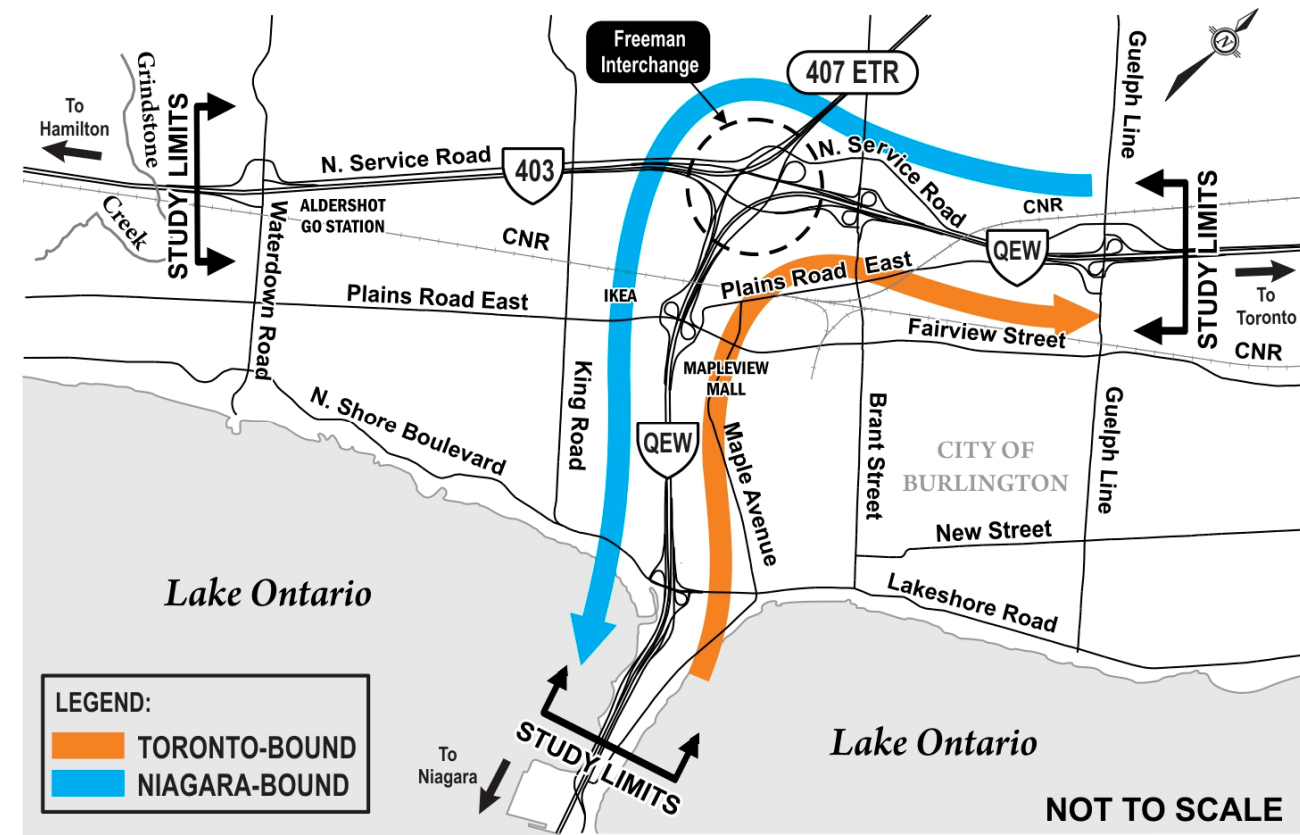 Freeman
Interchange
407 ETR
N
Guelph Line
Grindstone
Creek
To
Hamilton
STUDY LIMITS
N. Service Road
403
N. Service
Road
ALDERSHOT
GO STATION
CNR
CNR
QEW
STUDY LIMITS
To
Toronto
Waterdown Road
Plains Road East
IKEA
Plains Road East
Fairview Street
CNR
MAPLEVIEW
MALL
King Road
N. Shore Boulevard
QEW
Maple Avenue
Brant Street
CITY OF
BURLINGTON
Guelph Line
New Street
Lakeshore Road
Lake Ontario
Lake Ontario
STUDY LIMITS
To
Niagara
LEGEND:
TORONTO-BOUND
NIAGARA-BOUND
NOT TO SCALE